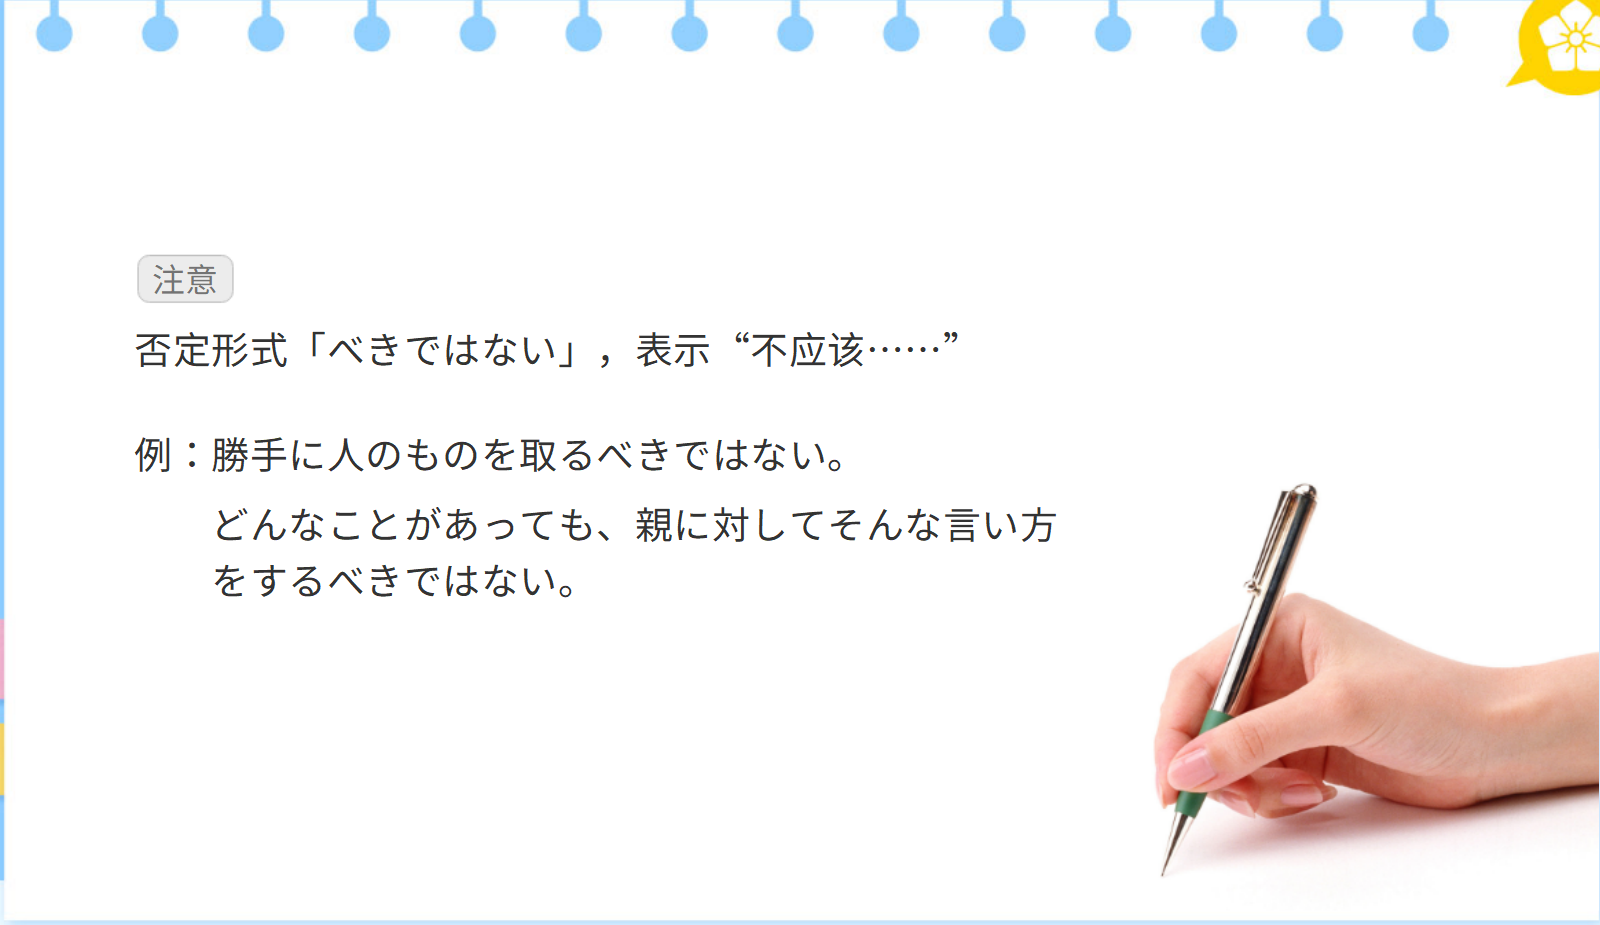 注意
否定形式「べきではない」，表示“不应该……”
例：勝手に人のものを取るべきではない。
どんなことがあっても、親に対してそんな言い方
をするべきではない。